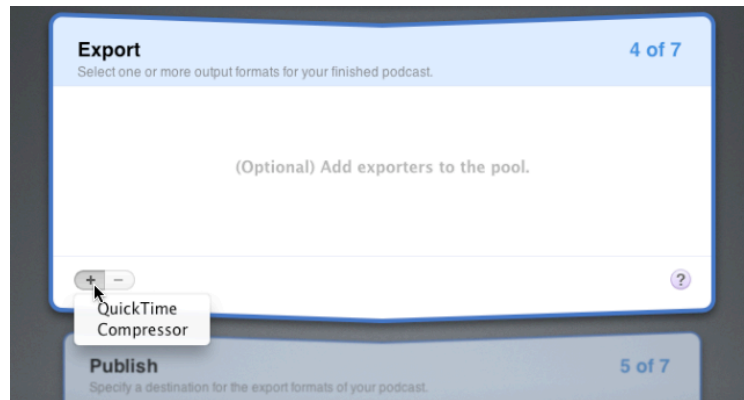 Export
4 of 7
Select one or more output formats for your finished podcast.
(Optional) Add exporters to the pool.
+ −
?
QuickTime
Compressor
Publish
5 of 7
Specify a destination for the export formats of your podcast.